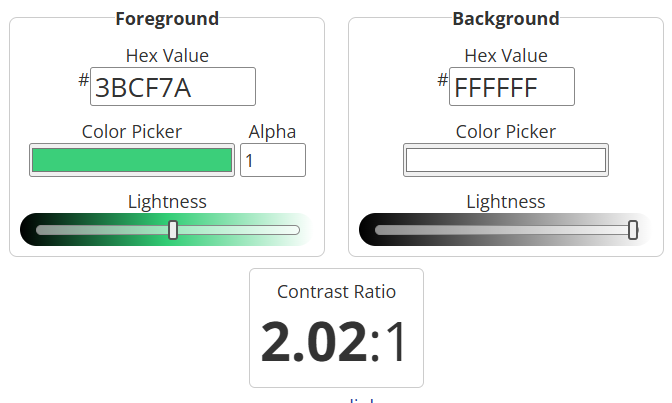 Foreground
Hex Value
# 3BCF7A
Color Picker Alpha
1
Lightness
Background
Hex Value
# FFFFFF
Color Picker
Lightness
Contrast Ratio
2.02:1